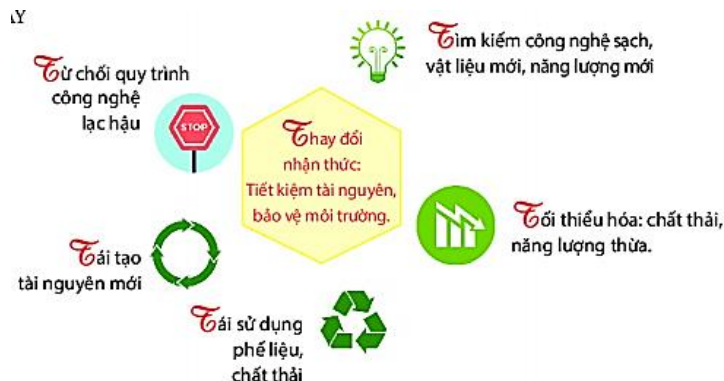 Tìm kiếm công nghệ sạch,
vật liệu mới, năng lượng mới
Từ chối quy trình
công nghệ
lạc hậu
STOP
Thay đổi
nhận thức:
Tiết kiệm tài nguyên,
bảo vệ môi trường.
Tối thiểu hóa: chất thải,
năng lượng thừa.
Tái tạo
tài nguyên mới
Tái sử dụng
phế liệu,
chất thải